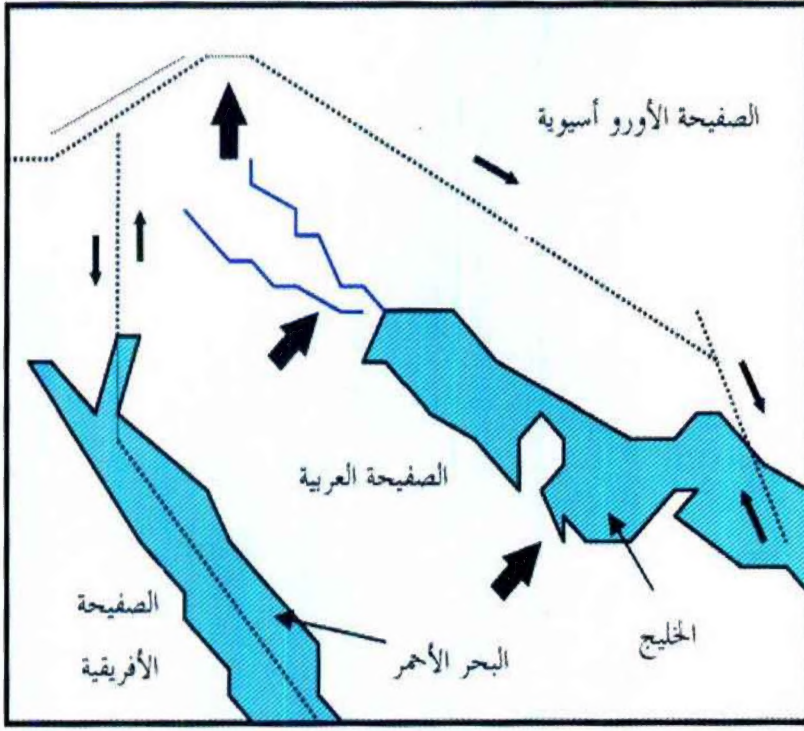 الصفيحة الأورو أسيوية
الصفيحة العربية
الصفيحة
الأفريقية
البحر الأحمر
الخليج